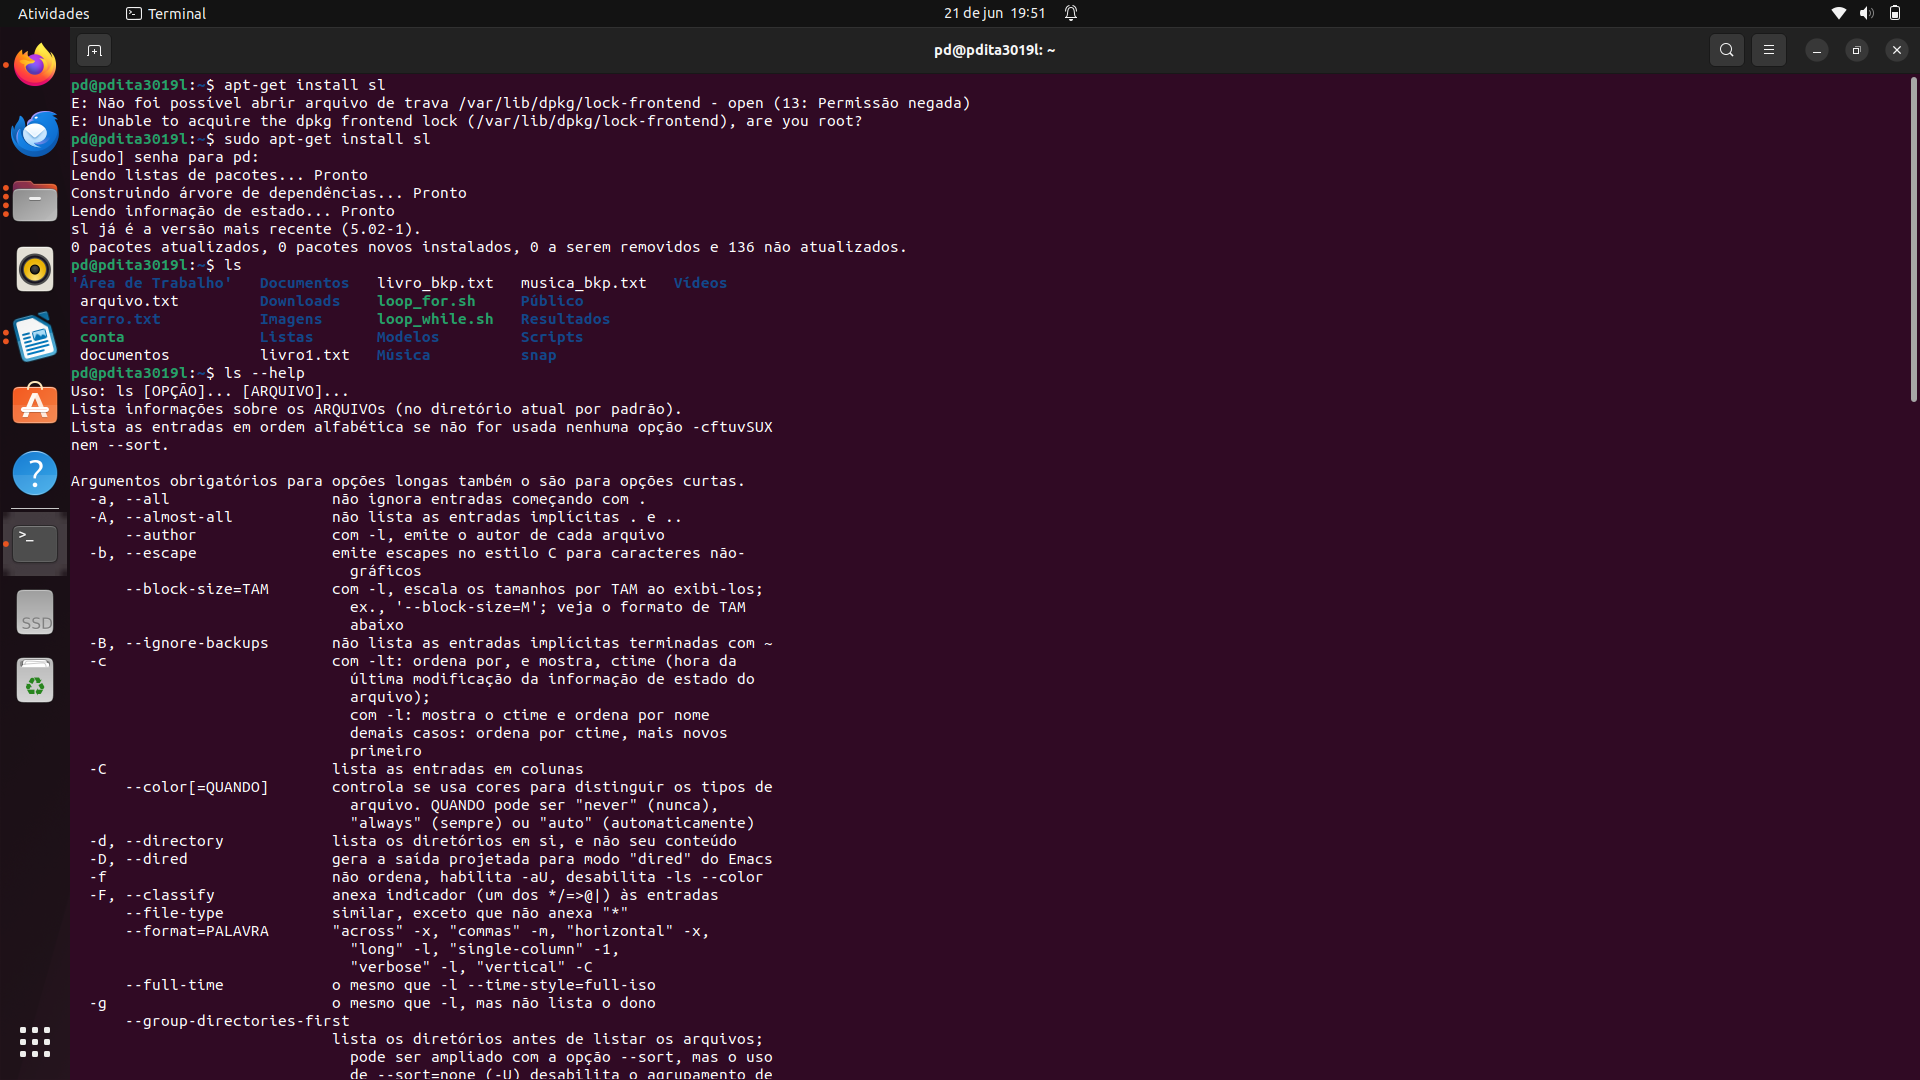 Atividades
Terminal
21 de jun 19:51
pd@pdita3019l: ~
pd@pdita3019l:~$ apt-get install sl
E: Não foi possível abrir arquivo de trava /var/lib/dpkg/lock-frontend - open (13: Permissão negada)
E: Unable to acquire the dpkg frontend lock (/var/lib/dpkg/lock-frontend), are you root?
pd@pdita3019l:~$ sudo apt-get install sl
[sudo] senha para pd:
Lendo listas de pacotes... Pronto
Construindo árvore de dependências... Pronto
Lendo informação de estado... Pronto
sl já é a versão mais recente (5.02-1).
0 pacotes atualizados, 0 pacotes novos instalados, 0 a serem removidos e 136 não atualizados.
pd@pdita3019l:~$ ls
'Área de Trabalho'   Documentos   livro_bkp.txt   musica_bkp.txt   Vídeos
 arquivo.txt         Downloads    loop_for.sh     Público
 carro.txt           Imagens      loop_while.sh   Resultados
 conta               Listas       Modelos         Scripts
 documentos          livro1.txt   Música          snap
pd@pdita3019l:~$ ls --help
Uso: ls [OPÇÃO]... [ARQUIVO]...
Lista informações sobre os ARQUIVOs (no diretório atual por padrão).
Lista as entradas em ordem alfabética se não for usada nenhuma opção -cftuvSUX
nem --sort.
Argumentos obrigatórios para opções longas também o são para opções curtas.
  -a, --all                  não ignora entradas começando com .
  -A, --almost-all           não lista as entradas implícitas . e ..
      --author               com -l, emite o autor de cada arquivo
  -b, --escape               emite escapes no estilo C para caracteres não-
                               gráficos
      --block-size=TAM       com -l, escala os tamanhos por TAM ao exibi-los;
                               ex., '--block-size=M'; veja o formato de TAM
                               abaixo
  -B, --ignore-backups       não lista as entradas implícitas terminadas com ~
  -c                         com -lt: ordena por, e mostra, ctime (hora da
                               última modificação da informação de estado do
                               arquivo);
                               com -l: mostra o ctime e ordena por nome
                               demais casos: ordena por ctime, mais novos
                               primeiro
  -C                         lista as entradas em colunas
      --color[=QUANDO]       controla se usa cores para distinguir os tipos de
                               arquivo. QUANDO pode ser "never" (nunca),
                               "always" (sempre) ou "auto" (automaticamente)
  -d, --directory            lista os diretórios em si, e não seu conteúdo
  -D, --dired                gera a saída projetada para modo "dired" do Emacs
  -f                         não ordena, habilita -aU, desabilita -ls --color
  -F, --classify             anexa indicador (um dos */=>@|) às entradas
      --file-type            similar, exceto que não anexa "*"
      --format=PALAVRA       "across" -x, "commas" -m, "horizontal" -x,
                               "long" -l, "single-column" -1,
                               "verbose" -l, "vertical" -C
      --full-time            o mesmo que -l --time-style=full-iso
  -g                         o mesmo que -l, mas não lista o dono
      --group-directories-first
                             lista os diretórios antes de listar os arquivos;
                               pode ser ampliado com a opção --sort, mas o uso
                               de --sort=none (-U) desabilita o agrupamento de
SSD